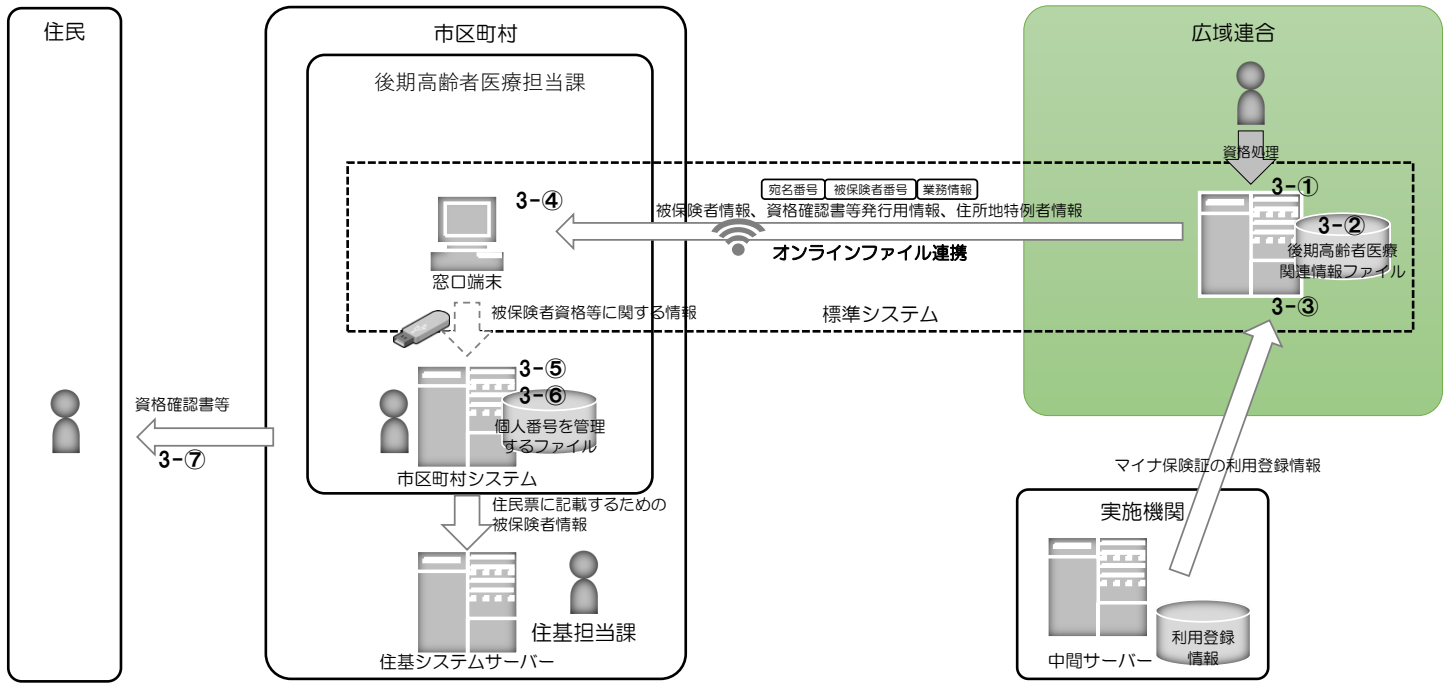 住民
市区町村
広域連合
後期高齢者医療担当課
資格処理
宛名番号 被保険者番号 業務情報
3-①
3-④
被保険者情報、資格確認書等発行用情報、住所地特例者情報
3-②
オンラインファイル連携
後期高齢者医療
関連情報ファイル
窓口端末
3-③
被保険者資格等に関する情報
標準システム
3-⑤
3-⑥
資格確認書等
個人番号を管理
するファイル
3-⑦
マイナ保険証の利用登録情報
市区町村システム
住民票に記載するための
被保険者情報
実施機関
住基担当課
利用登録
情報
住基システムサーバー
中間サーバー